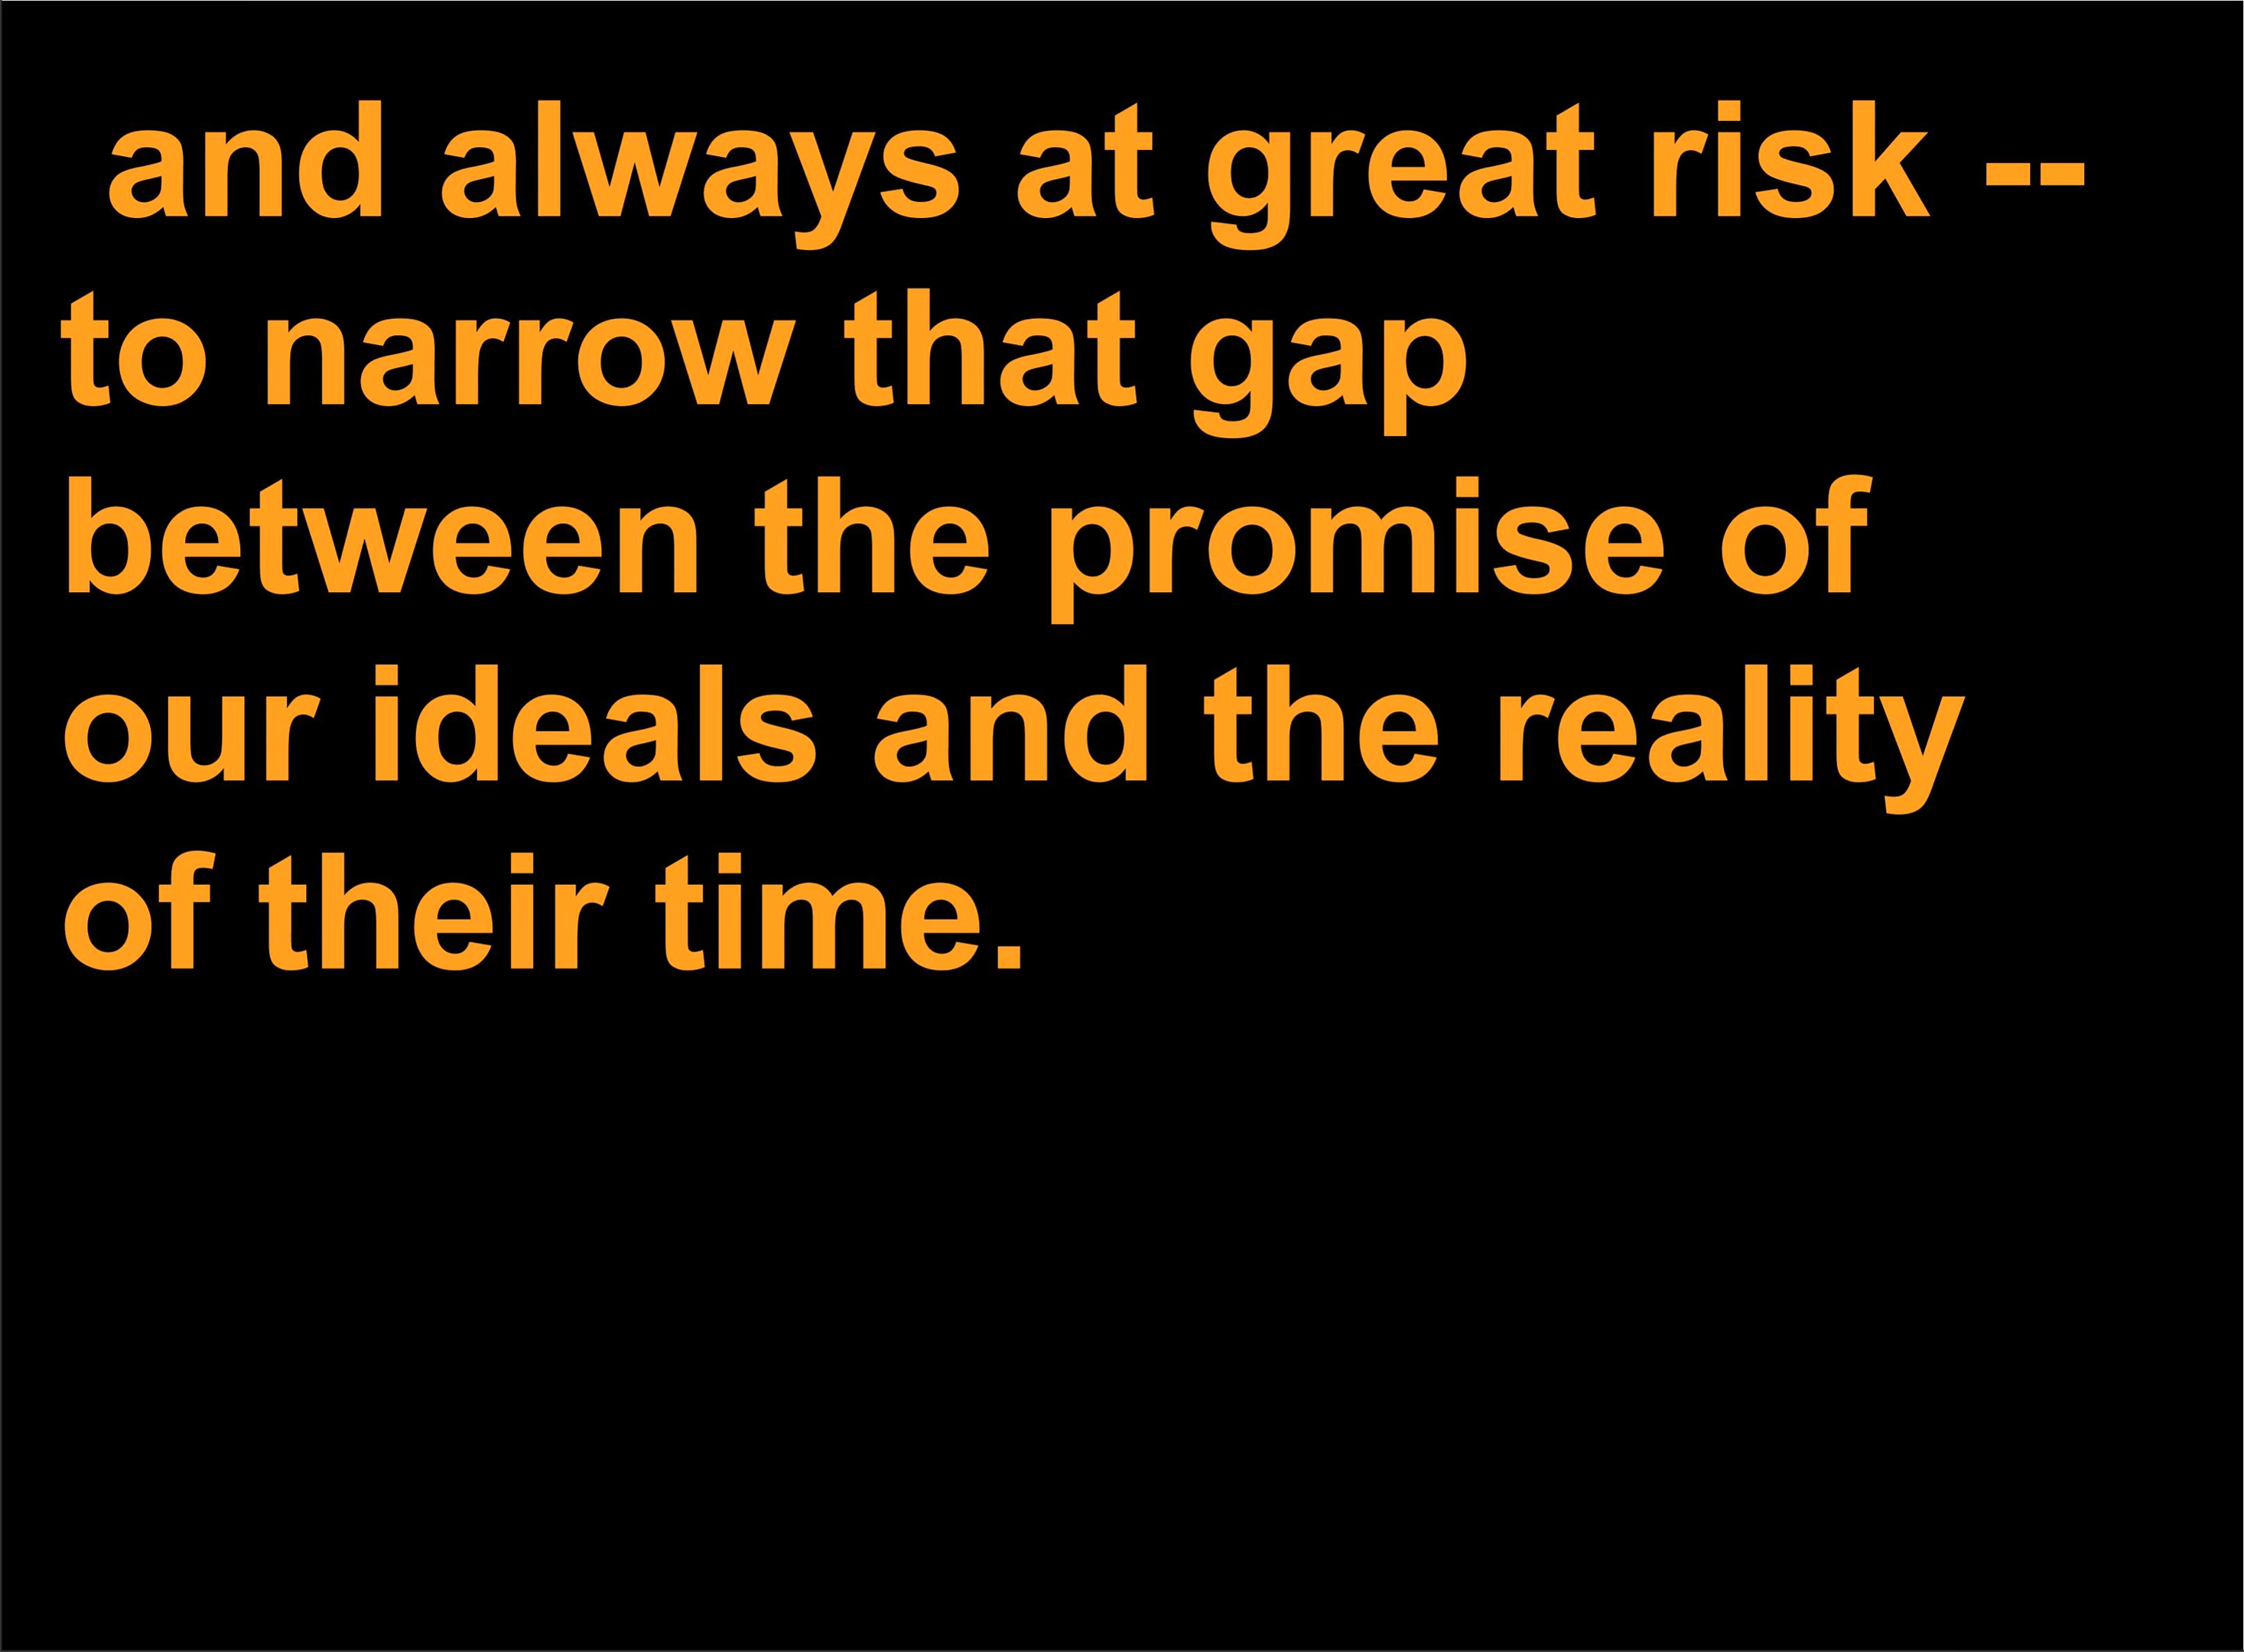 and always at great risk --
to narrow that gap
between the promise of
our ideals and the reality
of their time.